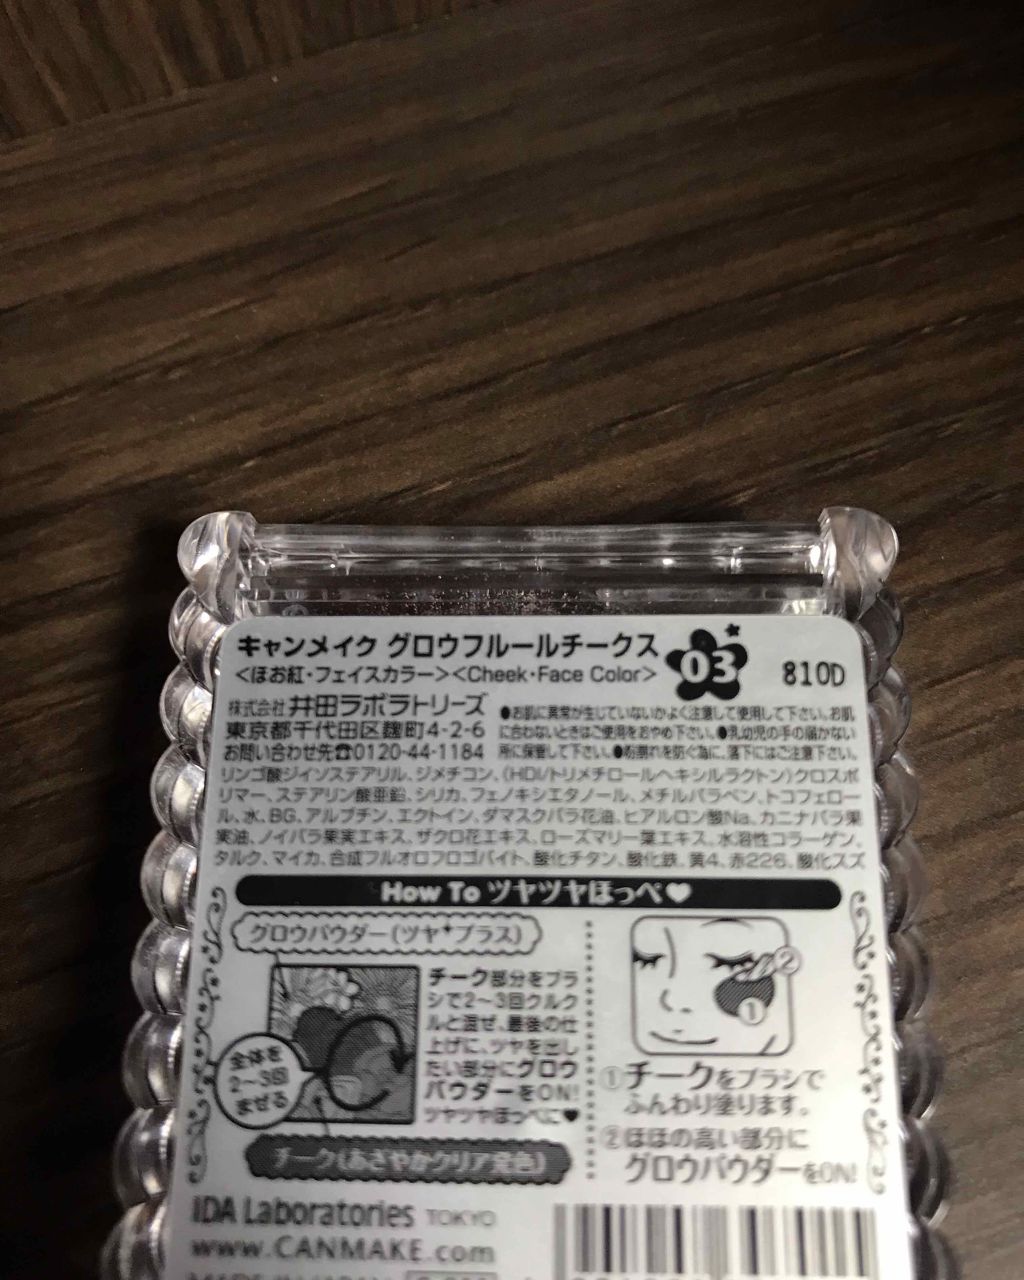 キャンメイク グロウフルールチークス
03
810D
<ほお紅・フェイスカラー><Cheek・Face Color>
株式会社 井田ラボラトリーズ
東京都千代田区麹町4-2-6
お問い合わせ先☎0120-44-1184
●お肌に異常が生じていないかよく注意して使用して下さい。お肌
に合わないときはご使用をおやめ下さい。●乳幼児の手の届かない
所に保管して下さい。●粉割れを防ぐ為に、落下にはご注意下さい。
リンゴ酸ジイソステアリル、ジメチコン、(HDI/トリメチロールヘキシルラクトン)クロスポ
リマー、ステアリン酸亜鉛、シリカ、フェノキシエタノール、メチルパラベン、トコフェロー
ル、水、BG、アルブチン、エクトイン、ダマスクバラ花油、ヒアルロン酸Na、カニナバラ果
実油、ノイバラ果実エキス、ザクロ花エキス、ローズマリー葉エキス、水溶性コラーゲン、
タルク、マイカ、合成フルオロフロゴパイト、酸化チタン、酸化鉄、黄4、赤226、酸化スズ
How To ツヤツヤほっぺ♥
グロウパウダー(ツヤ✦プラス)
チーク部分をブラ
シで2〜3回クルク
ルと混ぜ、最後の仕
上げに、ツヤを出し
たい部分にグロウ
パウダーをON!
ツヤツヤほっぺに♥
全体を
2〜3回
まぜる
チーク(あざやかクリア発色)
②
①
①チークをブラシで
ふんわり塗ります。
②ほほの高い部分に
グロウパウダーをON!
IDA Laboratories TOKYO
www.CANMAKE.com